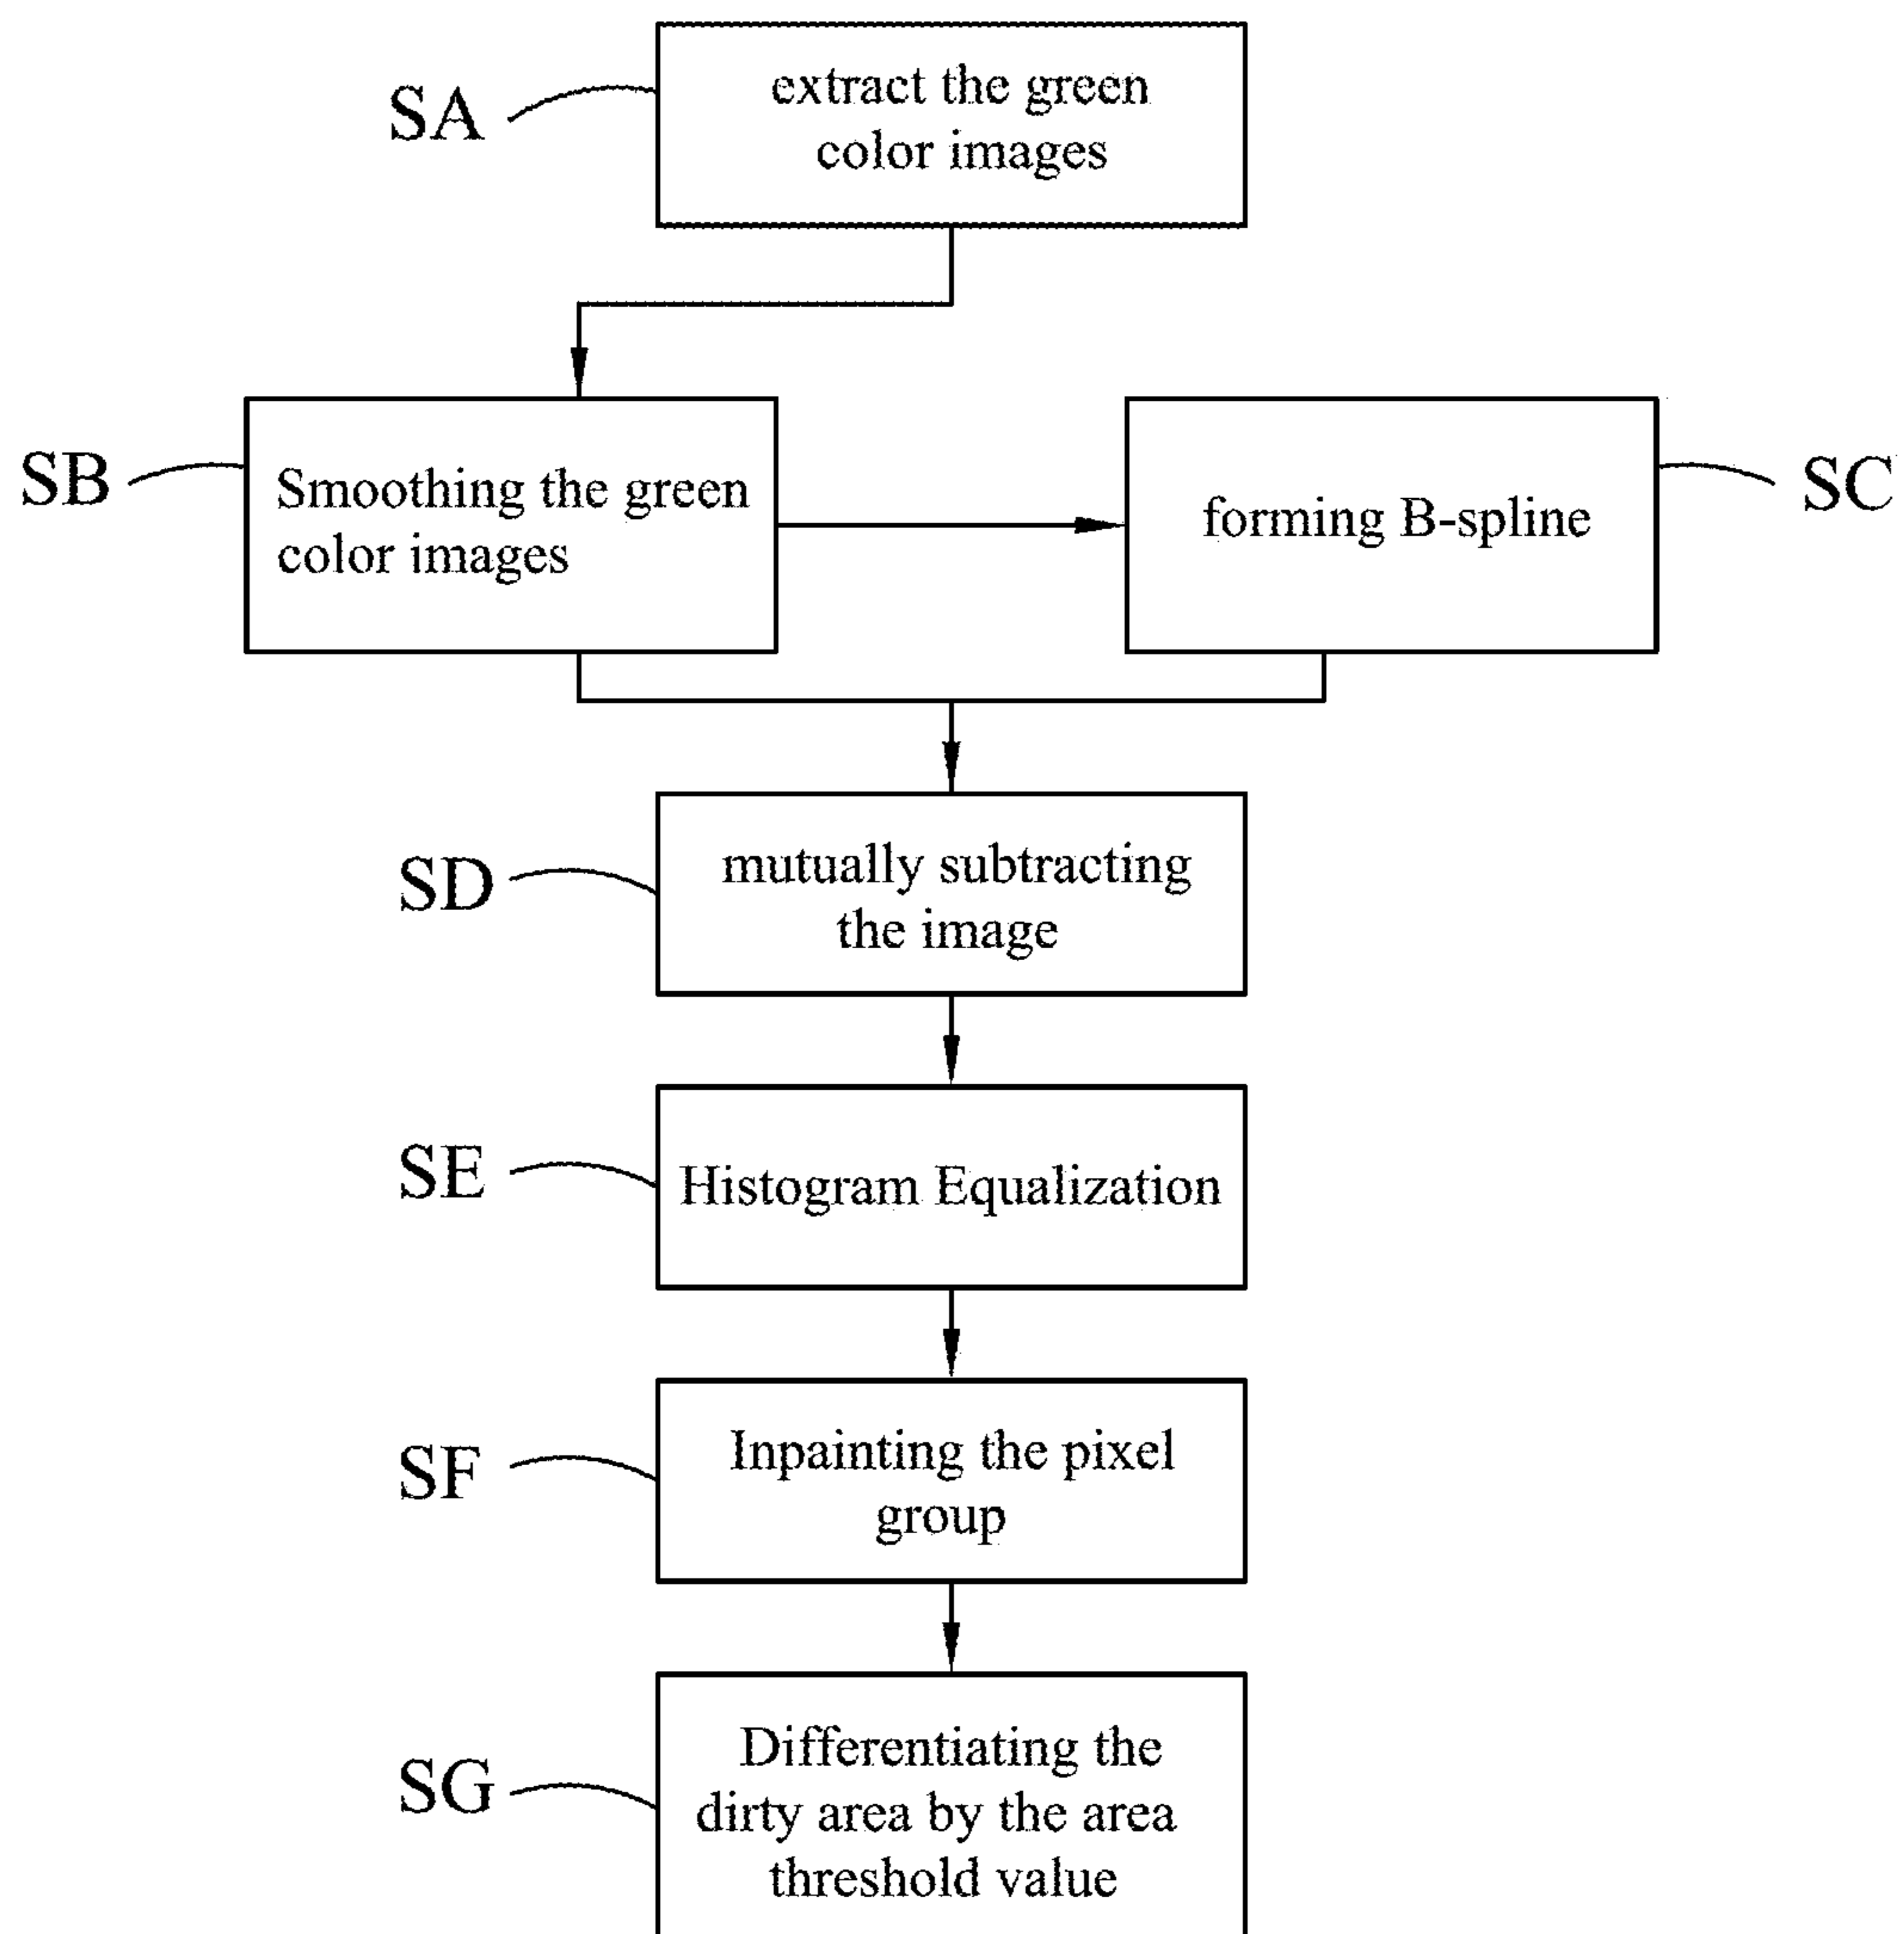 SA
extract the green
color images
SB
Smoothing the green
color images
forming B-spline
SC
SD
mutually subtracting
the image
SE
Histogram Equalization
SF
Inpainting the pixel
group
SG
Differentiating the
dirty area by the area
threshold value